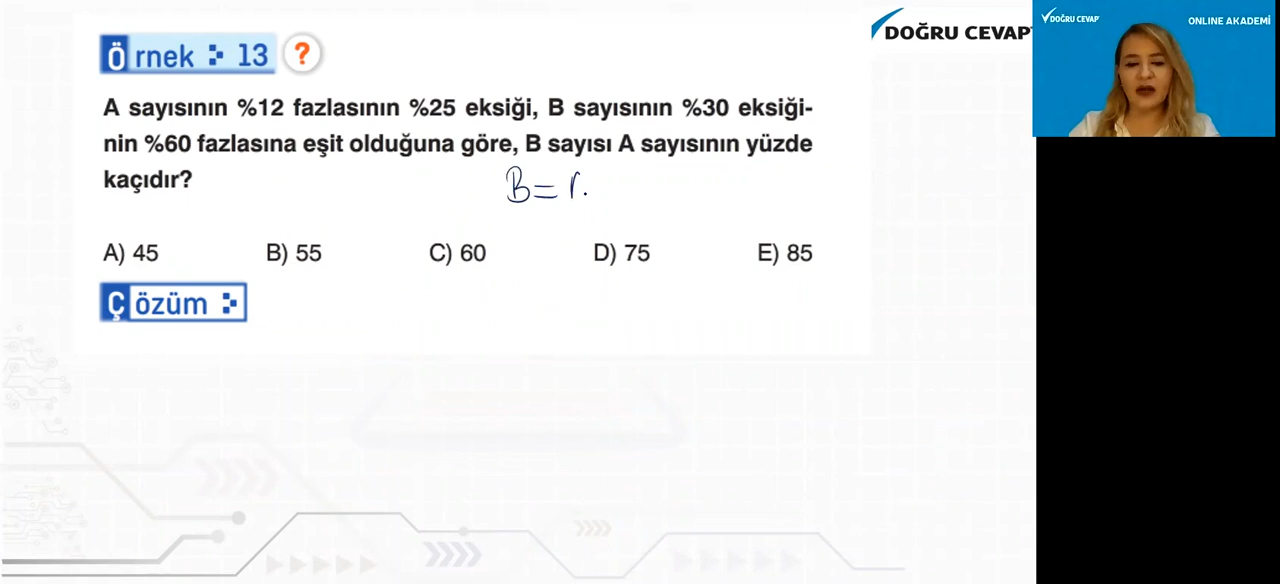 Örnek 13 ?
DOĞRU CEVAP
DOĞRU CEVAP
ONLINE AKADEMİ
A sayısının %12 fazlasının %25 eksiği, B sayısının %30 eksiği-
nin %60 fazlasına eşit olduğuna göre, B sayısı A sayısının yüzde
kaçıdır?
B =
A) 45 B) 55 C) 60 D) 75 E) 85
Çözüm